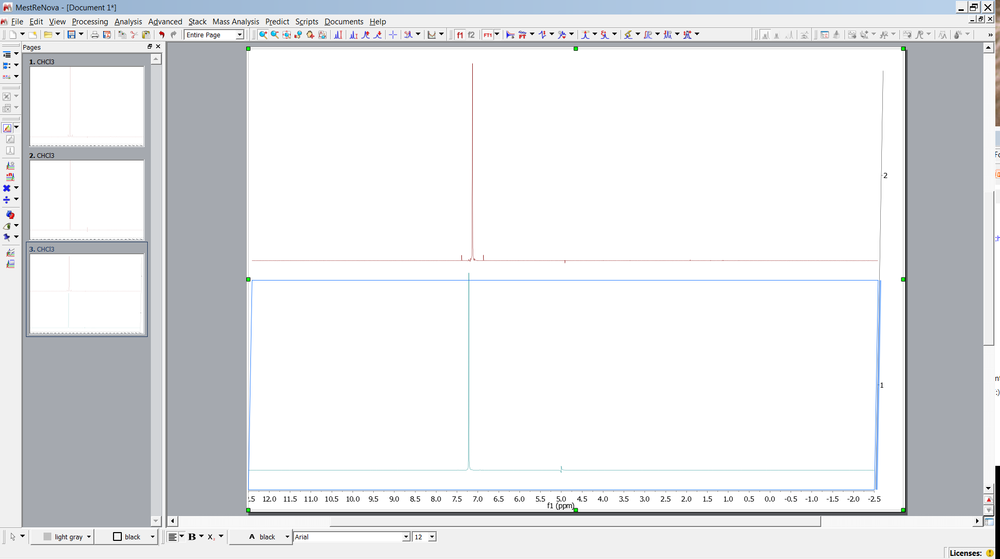 MestReNova - [Document 1*]
File Edit View Processing Analysis Advanced Stack Mass Analysis Predict Scripts Documents Help
Entire Page
f1 f2 FT1
»
Pages
1. CHCl3
2. CHCl3
3. CHCl3
2
1
.5 12.0 11.5 11.0 10.5 10.0 9.5 9.0 8.5 8.0 7.5 7.0 6.5 6.0 5.5 5.0 4.5 4.0 3.5 3.0 2.5 2.0 1.5 1.0 0.5 0.0 -0.5 -1.0 -1.5 -2.0 -2.5
f1 (ppm)
light gray black B X₂ A black Arial 12
Licenses:
Fo
ch
:)